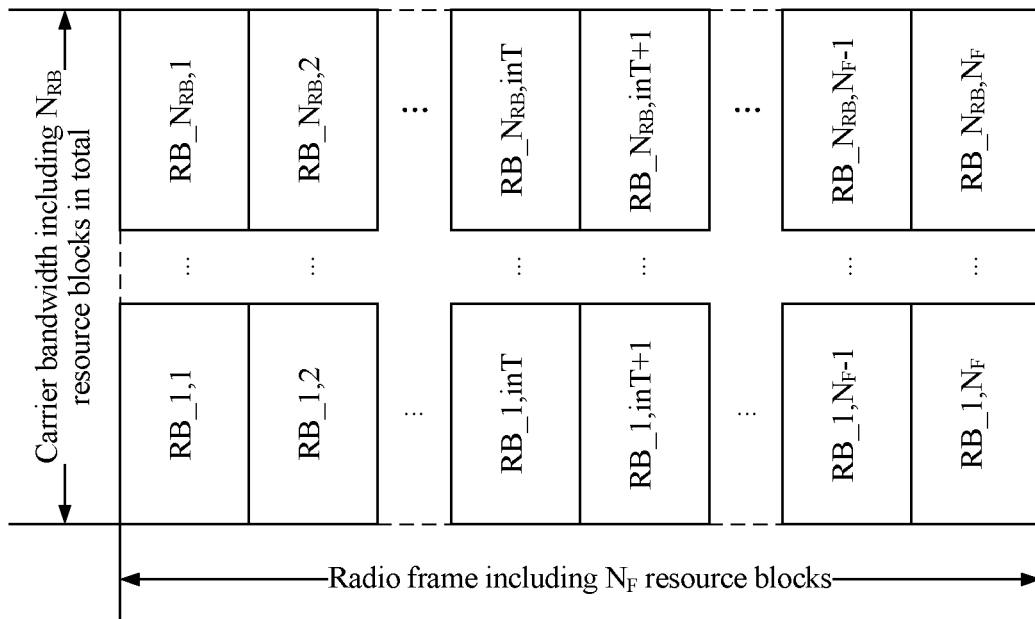 Carrier bandwidth including N_RB
resource blocks in total
RB_N_RB,1
RB_N_RB,2
...
RB_N_RB,inT
RB_N_RB,inT+1
...
RB_N_RB,N_F-1
RB_N_RB,N_F
...
...
...
...
...
...
RB_1,1
RB_1,2
...
RB_1,inT
RB_1,inT+1
...
RB_1,N_F-1
RB_1,N_F
Radio frame including N_F resource blocks